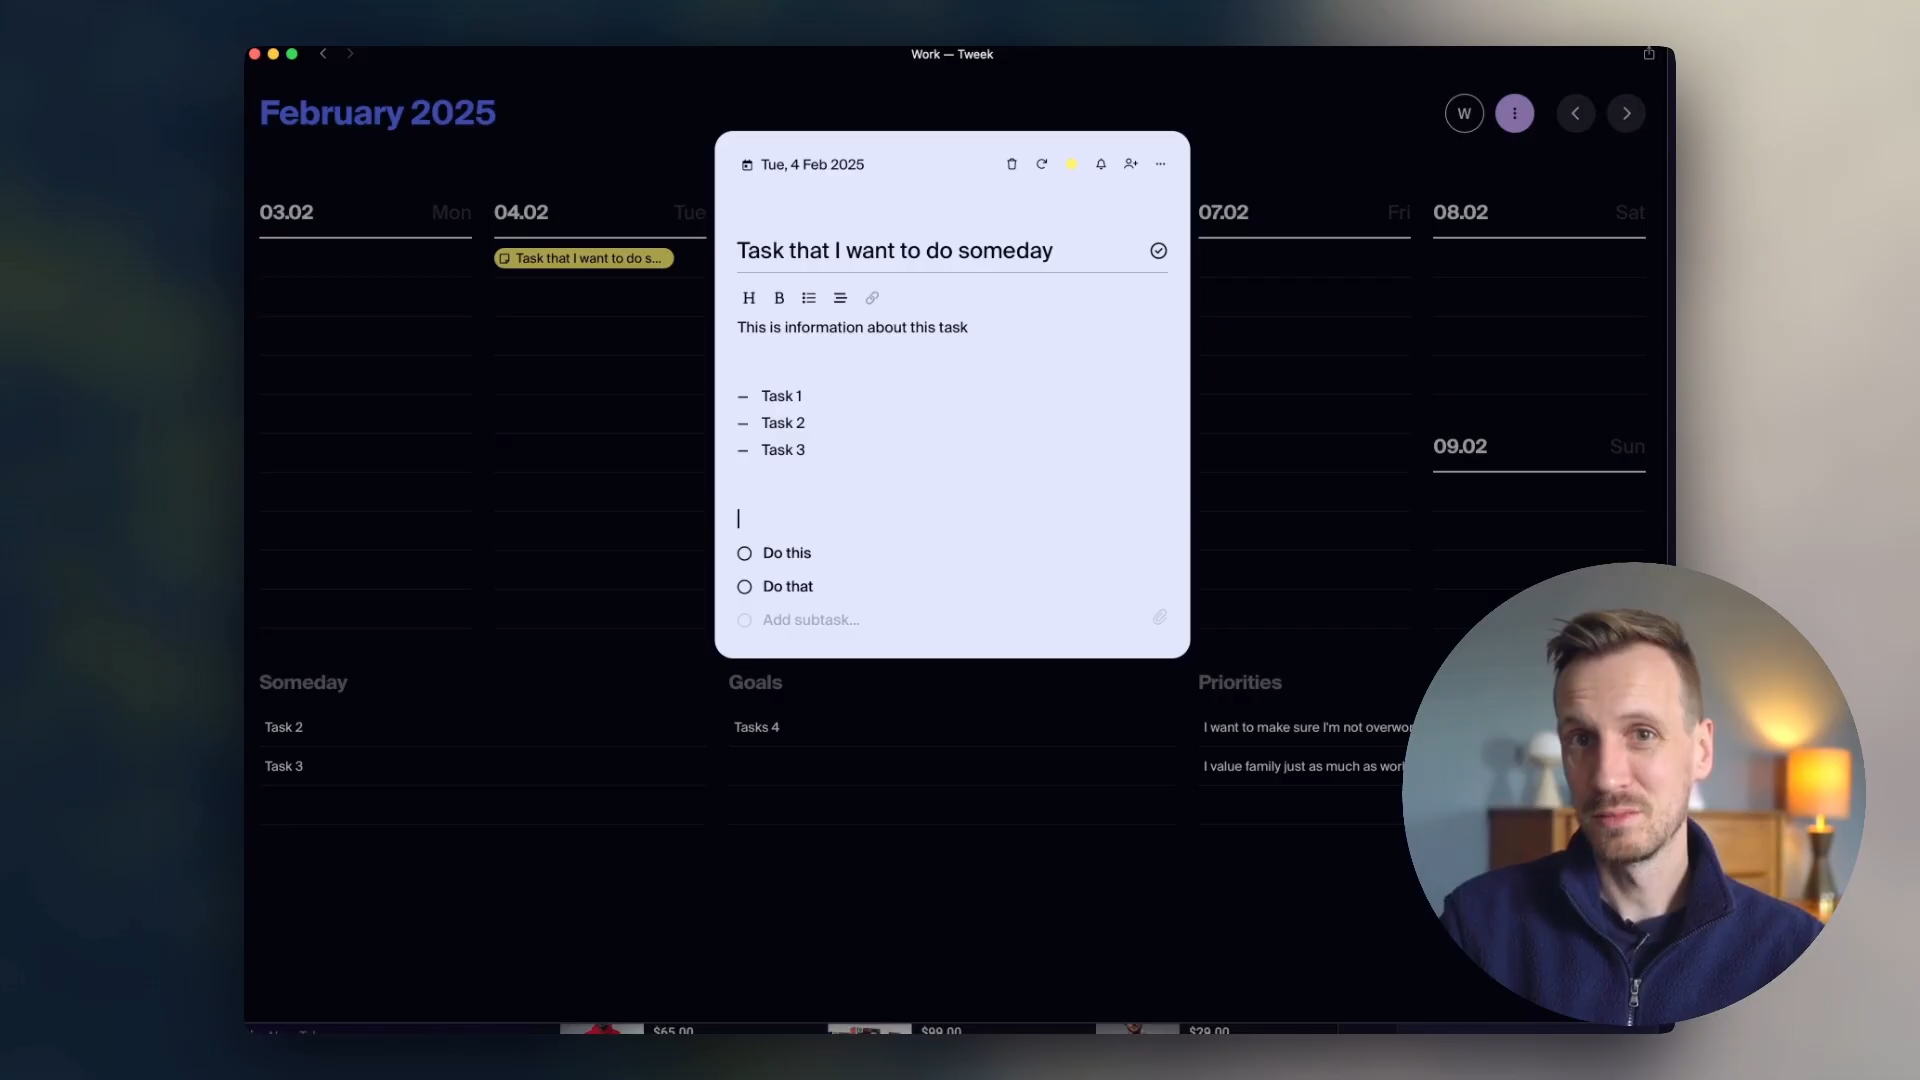 Work — Tweek
February 2025
W
Tue, 4 Feb 2025
03.02 Mon
04.02 Tue
07.02 Fri
08.02 Sat
Task that I want to do s...
Task that I want to do someday
H B
This is information about this task
– Task 1
– Task 2
– Task 3
09.02 Sun
Do this
Do that
Add subtask...
Someday
Task 2
Task 3
Goals
Tasks 4
Priorities
I want to make sure I'm not overwor
I value family just as much as wor
$65.00
$99.00
$29.00